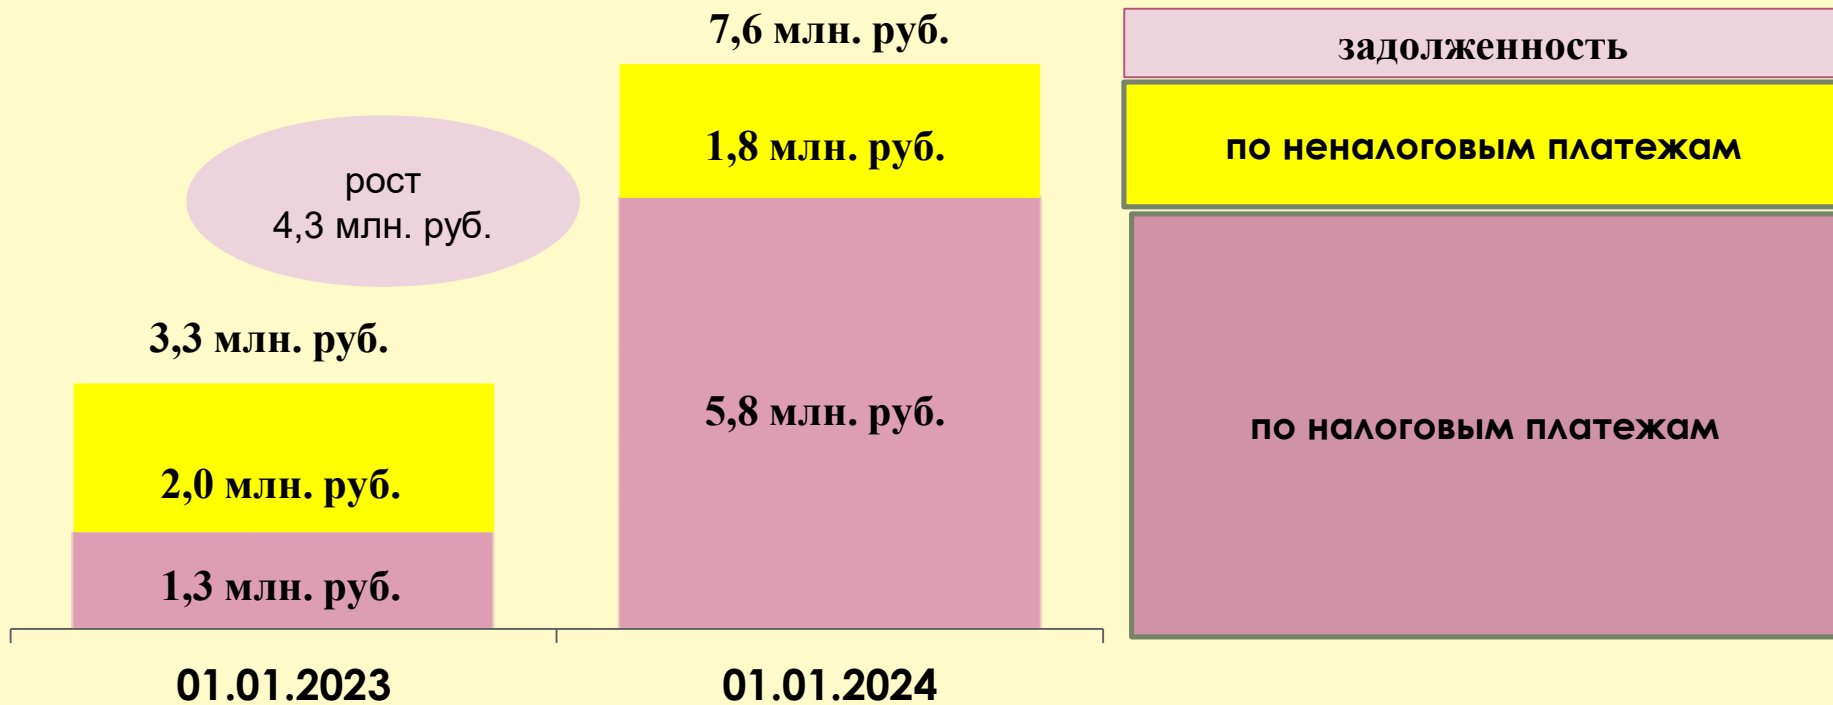 7,6 млн. руб.
задолженность
1,8 млн. руб.
по неналоговым платежам
рост
4,3 млн. руб.
3,3 млн. руб.
5,8 млн. руб.
по налоговым платежам
2,0 млн. руб.
1,3 млн. руб.
01.01.2023
01.01.2024